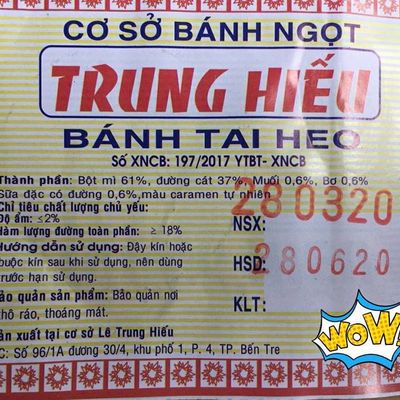 CƠ SỞ BÁNH NGỌT
TRUNG HIẾU
BÁNH TAI HEO
Số XNCB: 197/2017 YTBT- XNCB
Thành phần: Bột mì 61%, đường cát 37%, Muối 0,6%, Bơ 0,6%
Sữa đặc có đường 0,6%, màu caramen tự nhiên
Chỉ tiêu chất lượng chủ yếu:
Độ ẩm: ≤2%
Hàm lượng đường toàn phần: ≥ 18%
Hướng dẫn sử dụng: Đậy kín hoặc
buộc kín sau khi sử dụng, nên dùng
trước hạn sử dụng.
Bảo quản sản phẩm: Bảo quản nơi
khô ráo, thoáng mát.
Sản xuất tại cơ sở Lê Trung Hiếu
C: Số 96/1A đường 30/4, khu phố 1, P. 4, TP. Bến Tre
NSX: 280320
HSD: 280620
KLT:
WOW!